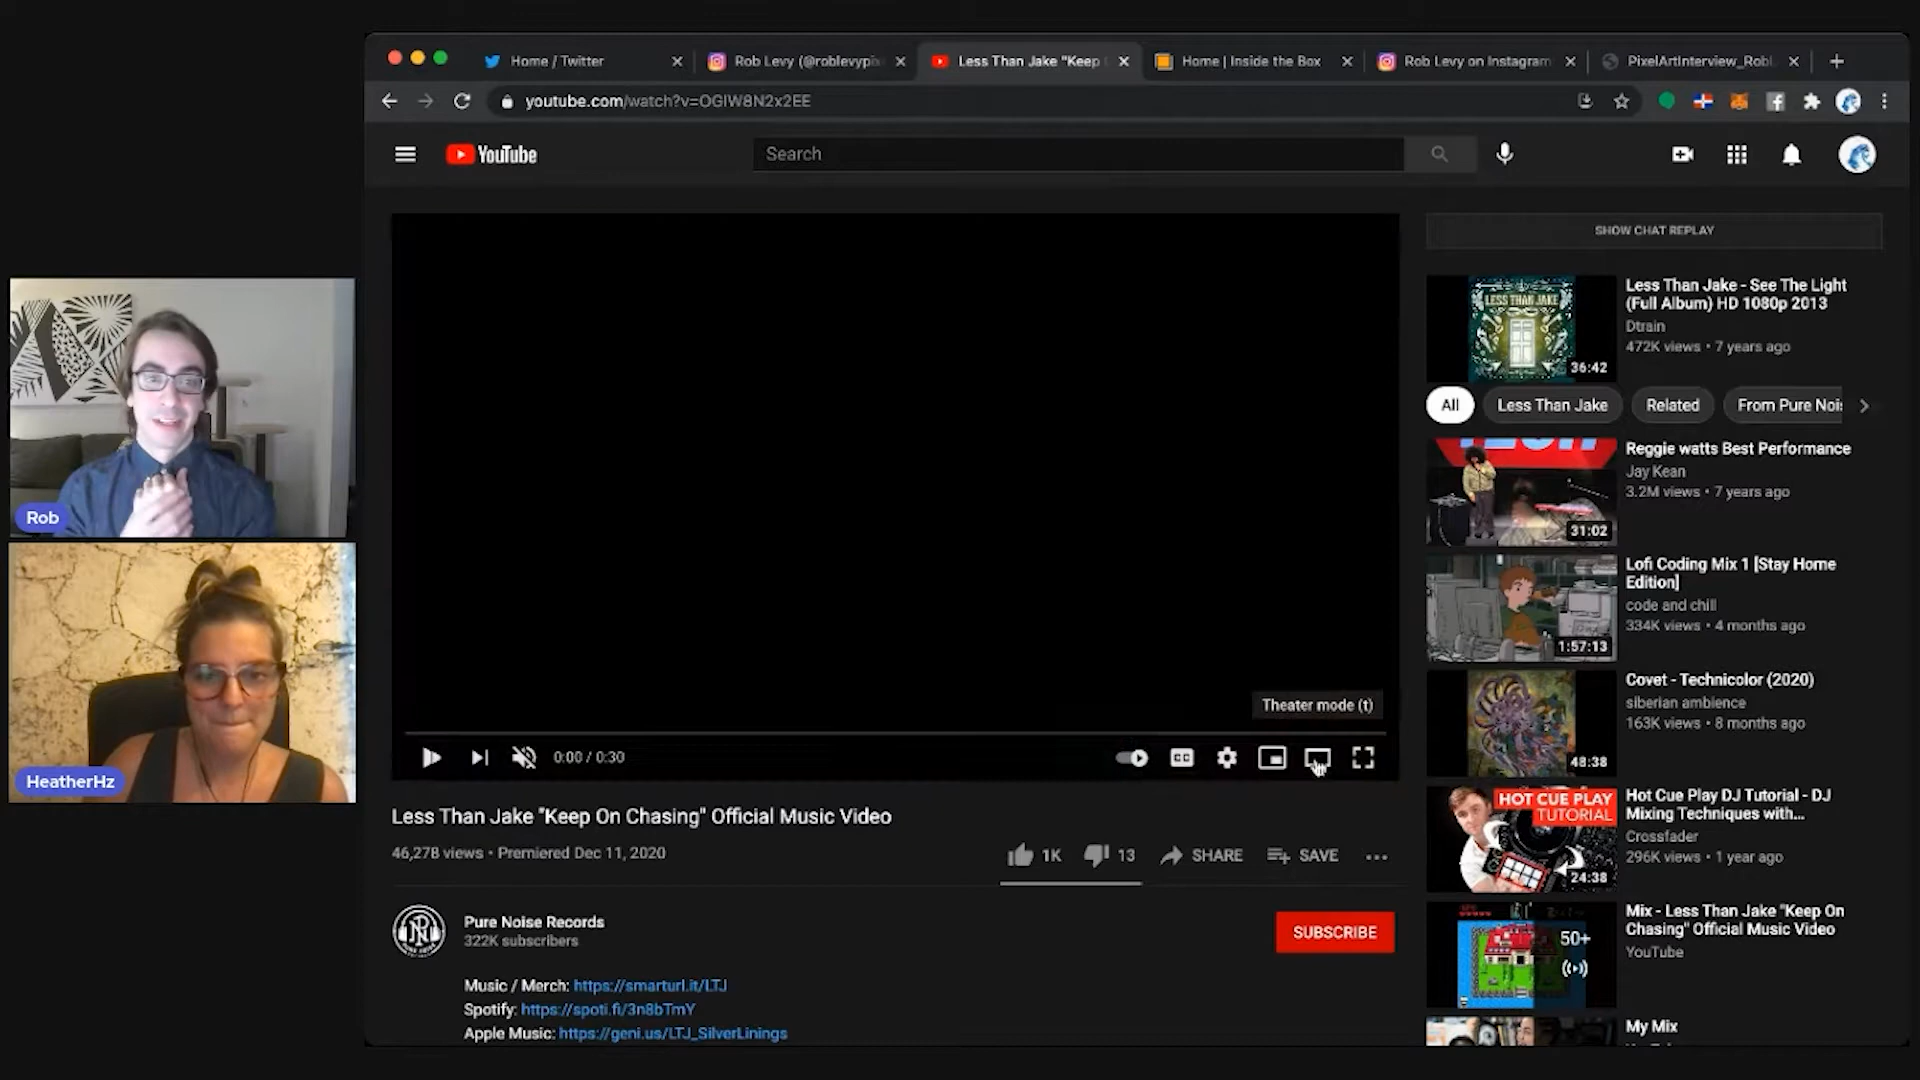 Home / Twitter
Rob Levy (@roblevypix
Less Than Jake "Keep
Home | Inside the Box
Rob Levy on Instagram
PixelArtInterview_Robl
youtube.com/watch?v=OGIW8N2x2EE
YouTube
Search
SHOW CHAT REPLAY
LESS THAN JAKE
36:42
Less Than Jake - See The Light
(Full Album) HD 1080p 2013
Dtrain
472K views • 7 years ago
All
Less Than Jake
Related
From Pure Nois
31:02
Reggie watts Best Performance
Jay Kean
3.2M views • 7 years ago
Rob
1:57:13
Lofi Coding Mix 1 [Stay Home
Edition]
code and chill
334K views • 4 months ago
48:38
Covet - Technicolor (2020)
siberian ambience
163K views • 8 months ago
Theater mode (t)
0:00 / 0:30
CC
HeatherHz
HOT CUE PLAY
TUTORIAL
24:38
Hot Cue Play DJ Tutorial - DJ
Mixing Techniques with...
Crossfader
296K views • 1 year ago
Less Than Jake "Keep On Chasing" Official Music Video
46,278 views • Premiered Dec 11, 2020
1K
13
SHARE
SAVE
50+
Mix - Less Than Jake "Keep On
Chasing" Official Music Video
YouTube
Pure Noise Records
322K subscribers
SUBSCRIBE
Music / Merch: https://smarturl.it/LTJ
Spotify: https://spoti.fi/3n8bTmY
Apple Music: https://geni.us/LTJ_SilverLinings
My Mix